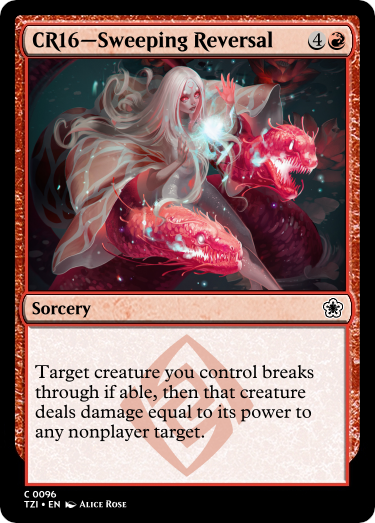 CR16—Sweeping Reversal 4
Sorcery
Target creature you control breaks
through if able, then that creature
deals damage equal to its power to
any nonplayer target.
C 0096
TZI • EN Alice Rose